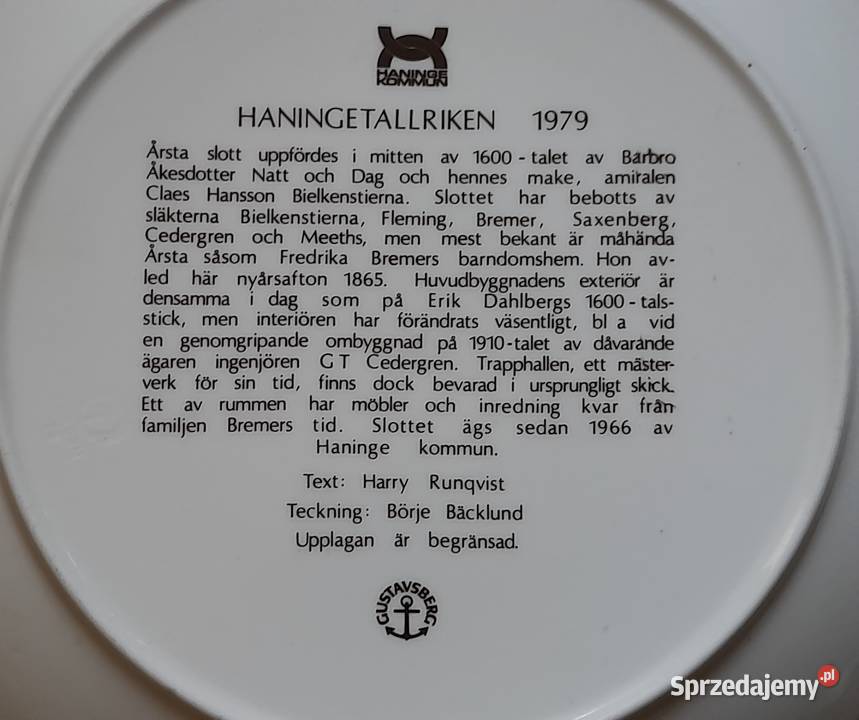 HANINGE
KOMMUN
HANINGETALLRIKEN 1979
Årsta slott uppfördes i mitten av 1600-talet av Barbro
Åkesdotter Natt och Dag och hennes make, amiralen
Claes Hansson Bielkenstierna. Slottet har bebotts av
släkterna Bielkenstierna, Fleming, Bremer, Saxenberg,
Cedergren och Meeths, men mest bekant är måhända
Årsta såsom Fredrika Bremers barndomshem. Hon av-
led här nyårsafton 1865. Huvudbyggnadens exteriör är
densamma i dag som på Erik Dahlbergs 1600-tals-
stick, men interiören har förändrats väsentligt, bl a vid
en genomgripande ombyggnad på 1910-talet av dåvarande
ägaren ingenjören G T Cedergren. Trapphallen, ett mäster-
verk för sin tid, finns dock bevarad i ursprungligt skick.
Ett av rummen har möbler och inredning kvar från
familjen Bremers tid. Slottet ägs sedan 1966 av
Haninge kommun.
Text: Harry Runqvist
Teckning: Börje Bäcklund
Upplagan är begränsad.
GUSTAVSBERG
Sprzedajemy.pl